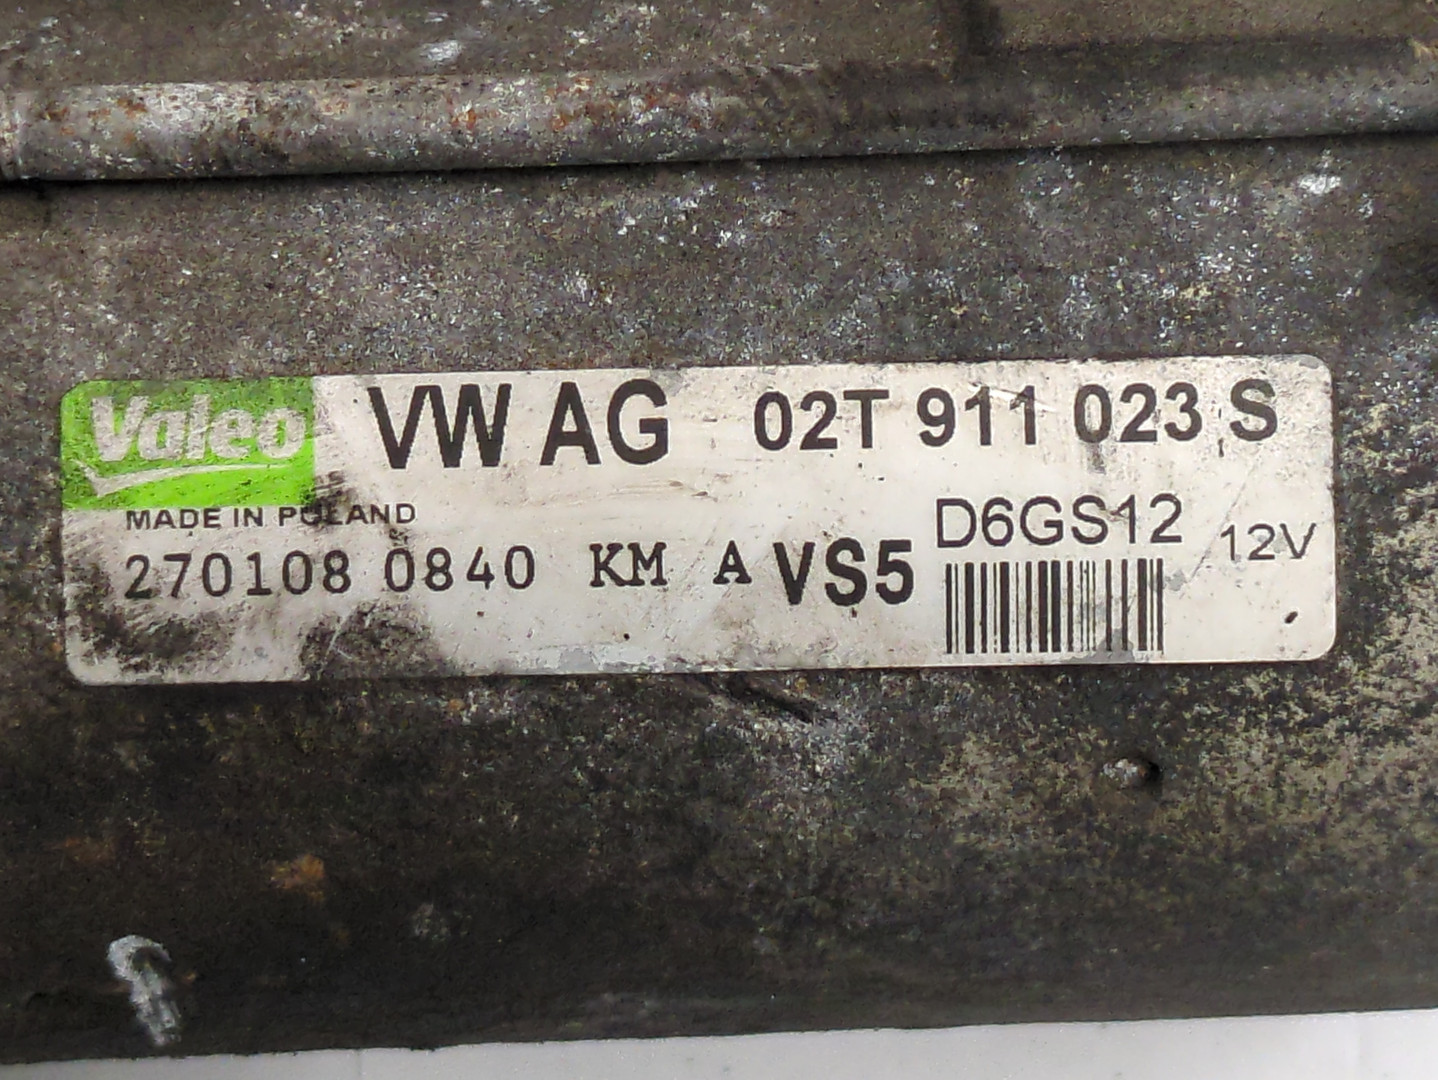 Valeo VW AG 02T 911 023 S
MADE IN POLAND
D6GS12 12V
270108 0840 KM A VS5